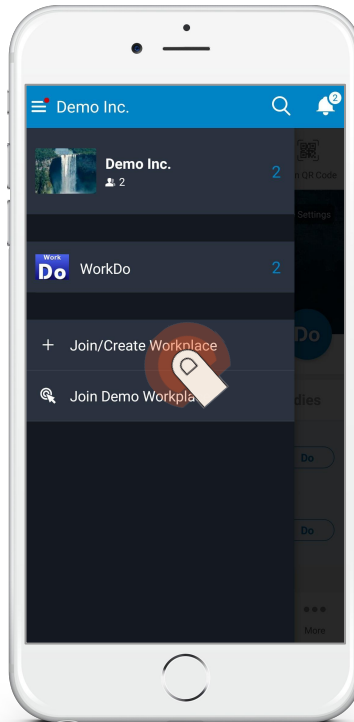 Demo Inc.
2
Demo Inc.
2
2
QR Code
Settings
Work
Do
WorkDo
2
Do
+ Join/Create Workplace
Join Demo Workpla
dies
Do
Do
More